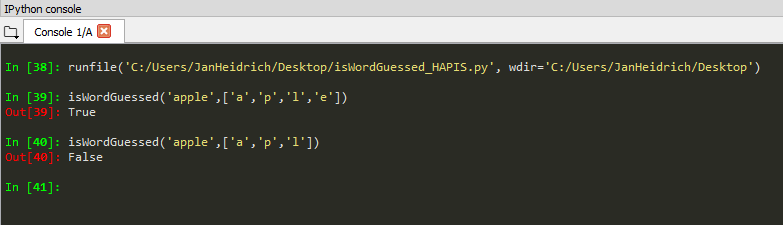 IPython console
Console 1/A
In [38]: runfile('C:/Users/JanHeidrich/Desktop/isWordGuessed_HAPIS.py', wdir='C:/Users/JanHeidrich/Desktop')
In [39]: isWordGuessed('apple',['a','p','l','e'])
Out[39]: True
In [40]: isWordGuessed('apple',['a','p','l'])
Out[40]: False
In [41]: